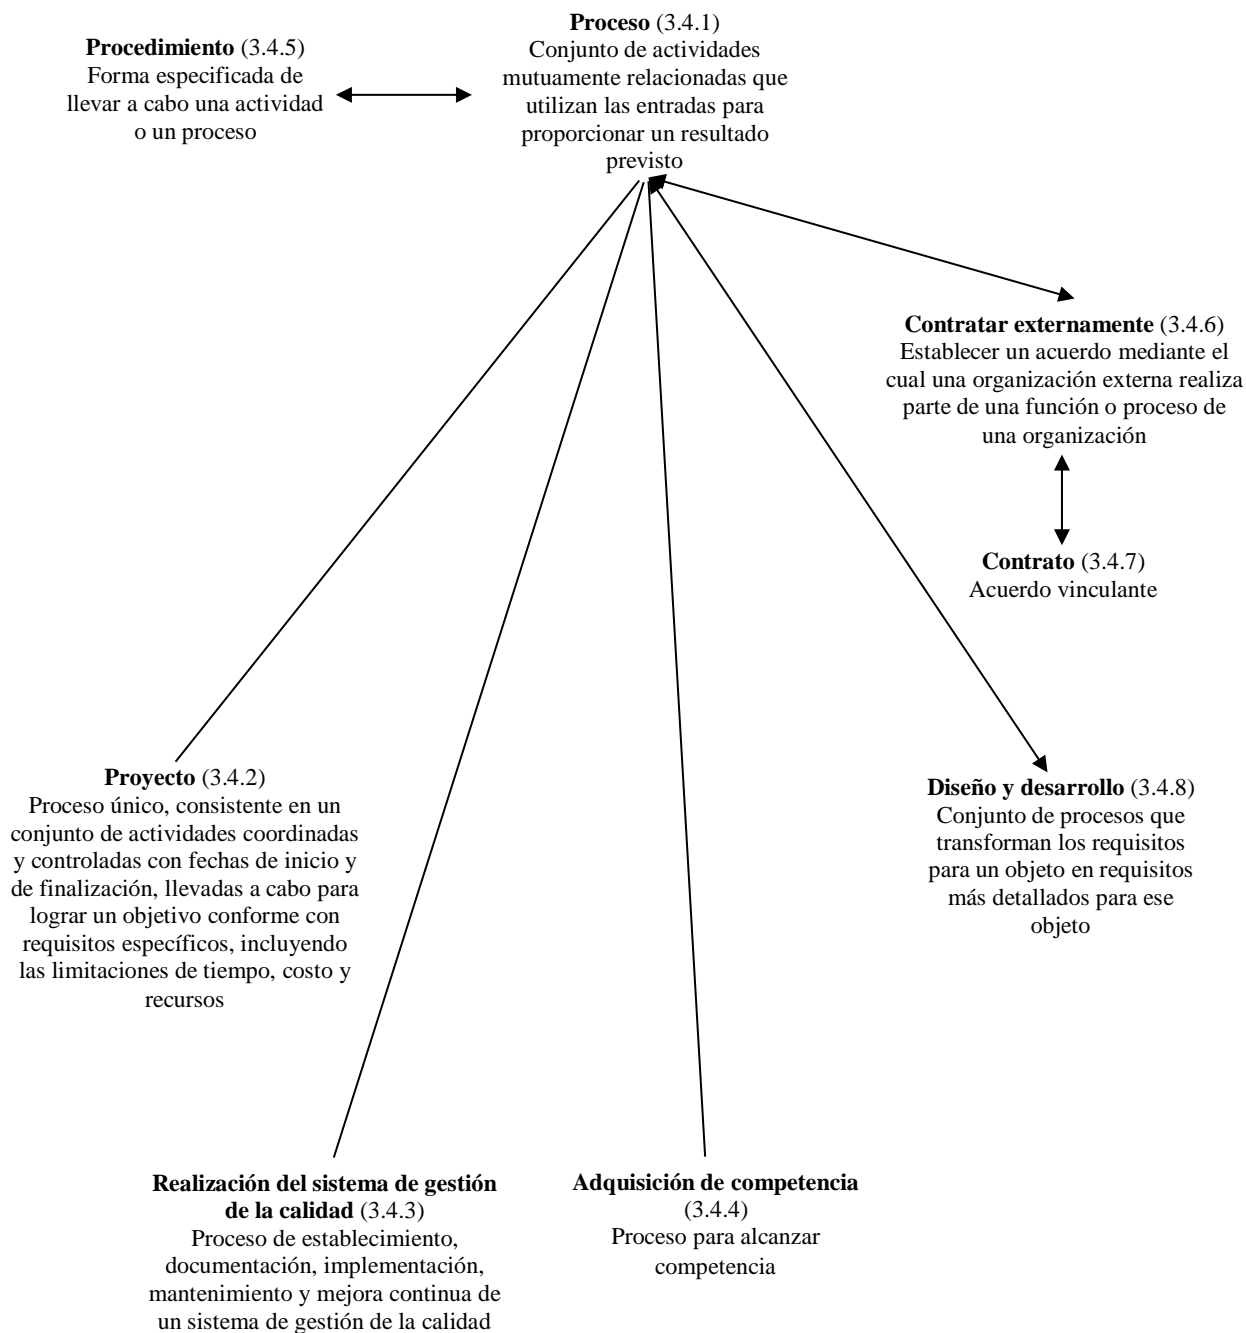 Proceso (3.4.1)
Conjunto de actividades
mutuamente relacionadas que
utilizan las entradas para
proporcionar un resultado
previsto
Procedimiento (3.4.5)
Forma especificada de
llevar a cabo una actividad
o un proceso
Contratar externamente (3.4.6)
Establecer un acuerdo mediante el
cual una organización externa realiza
parte de una función o proceso de
una organización
Contrato (3.4.7)
Acuerdo vinculante
Proyecto (3.4.2)
Proceso único, consistente en un
conjunto de actividades coordinadas
y controladas con fechas de inicio y
de finalización, llevadas a cabo para
lograr un objetivo conforme con
requisitos específicos, incluyendo
las limitaciones de tiempo, costo y
recursos
Diseño y desarrollo (3.4.8)
Conjunto de procesos que
transforman los requisitos
para un objeto en requisitos
más detallados para ese
objeto
Realización del sistema de gestión
de la calidad (3.4.3)
Proceso de establecimiento,
documentación, implementación,
mantenimiento y mejora continua de
un sistema de gestión de la calidad
Adquisición de competencia
(3.4.4)
Proceso para alcanzar
competencia